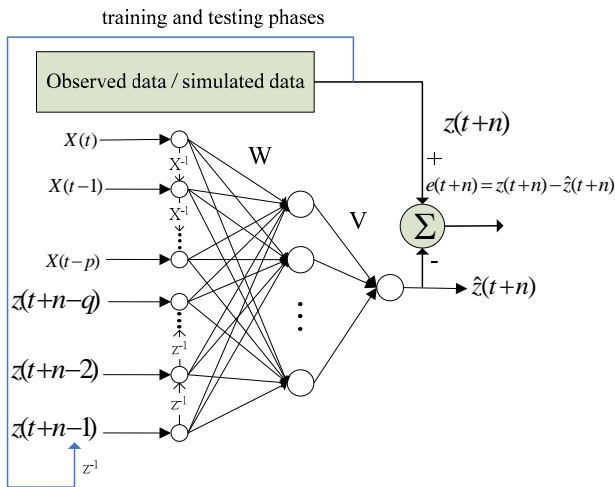 training and testing phases
Observed data / simulated data
z(t+n)
X(t)
W
X⁻¹
+
X(t−1)
e(t+n) = z(t+n) − ẑ(t+n)
V
X⁻¹
Σ
X(t−p)
-
z(t+n−q)
ẑ(t+n)
z⁻¹
z(t+n−2)
z⁻¹
z(t+n−1)
z⁻¹